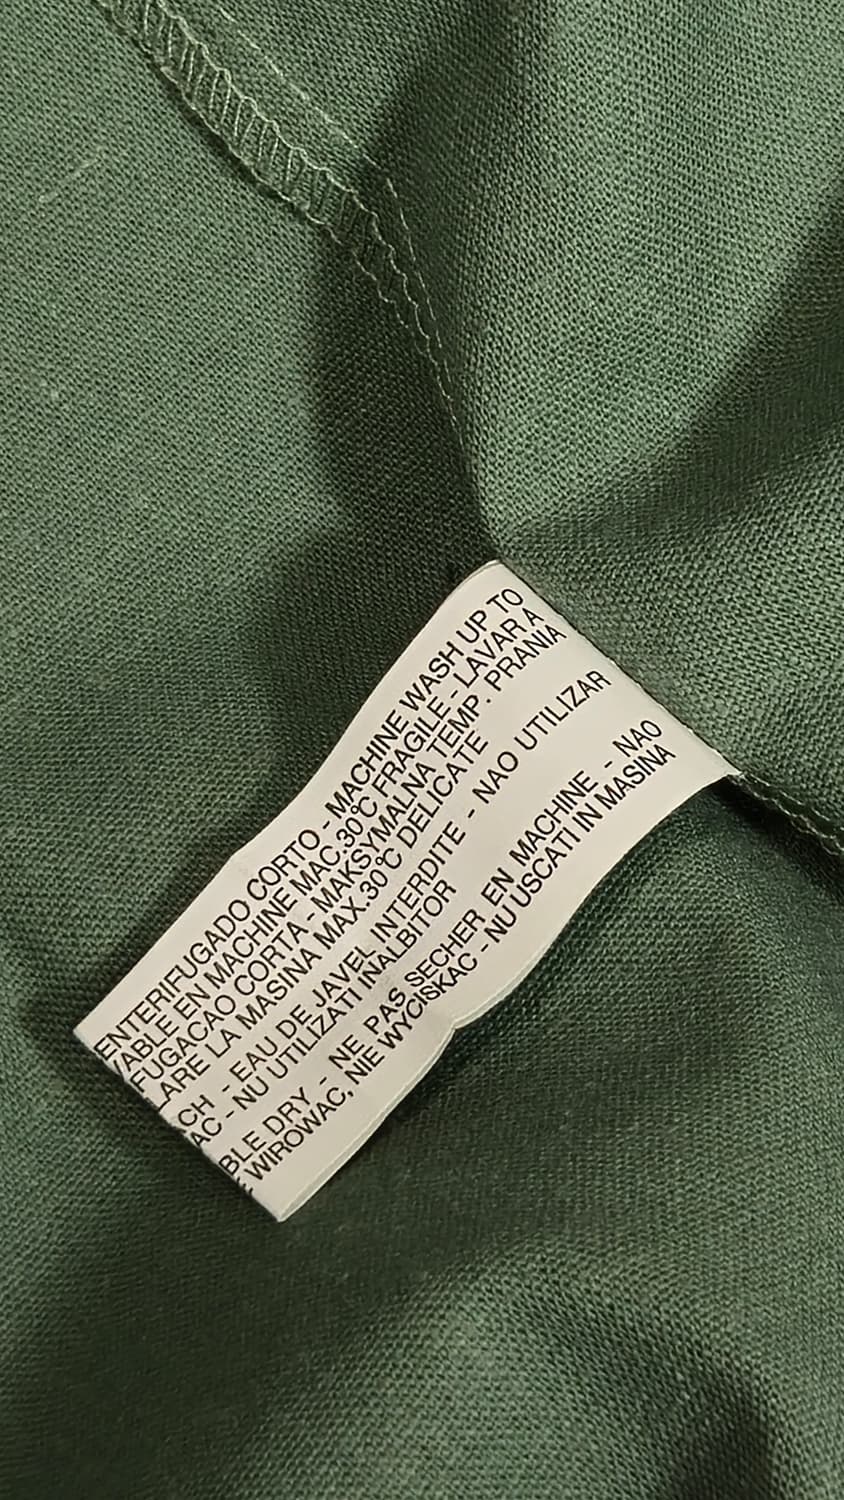 ENTERIFUGADO CORTO - MACHINE WASH UP TO
VABLE EN MACHINE MAC.30°C FRAGILE - LAVAR A
FUGACAO CORTA - MAKSYMALNA TEMP. PRANIA
LARE LA MASINA MAX.30°C DELICATE
CH - EAU DE JAVEL INTERDITE - NAO UTILIZAR
AC - NU UTILIZATI INALBITOR
BLE DRY - NE PAS SECHER EN MACHINE - NAO
WIROWAC, NIE WYCISKAC - NU USCATI IN MASINA